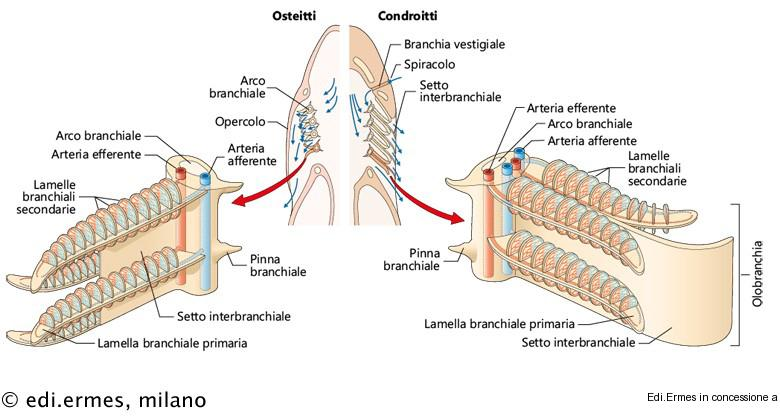 Osteitti
Condroitti
Branchia vestigiale
Spiracolo
Setto
interbranchiale
Arco
branchiale
Opercolo
Arco branchiale
Arteria efferente
Arteria
afferente
Lamelle
branchiali
secondarie
Pinna
branchiale
Setto interbranchiale
Lamella branchiale primaria
Arteria efferente
Arco branchiale
Arteria afferente
Lamelle
branchiali
secondarie
Pinna
branchiale
Lamella branchiale primaria
Setto interbranchiale
Olobranchia
© edi.ermes, milano
Edi.Ermes in concessione a